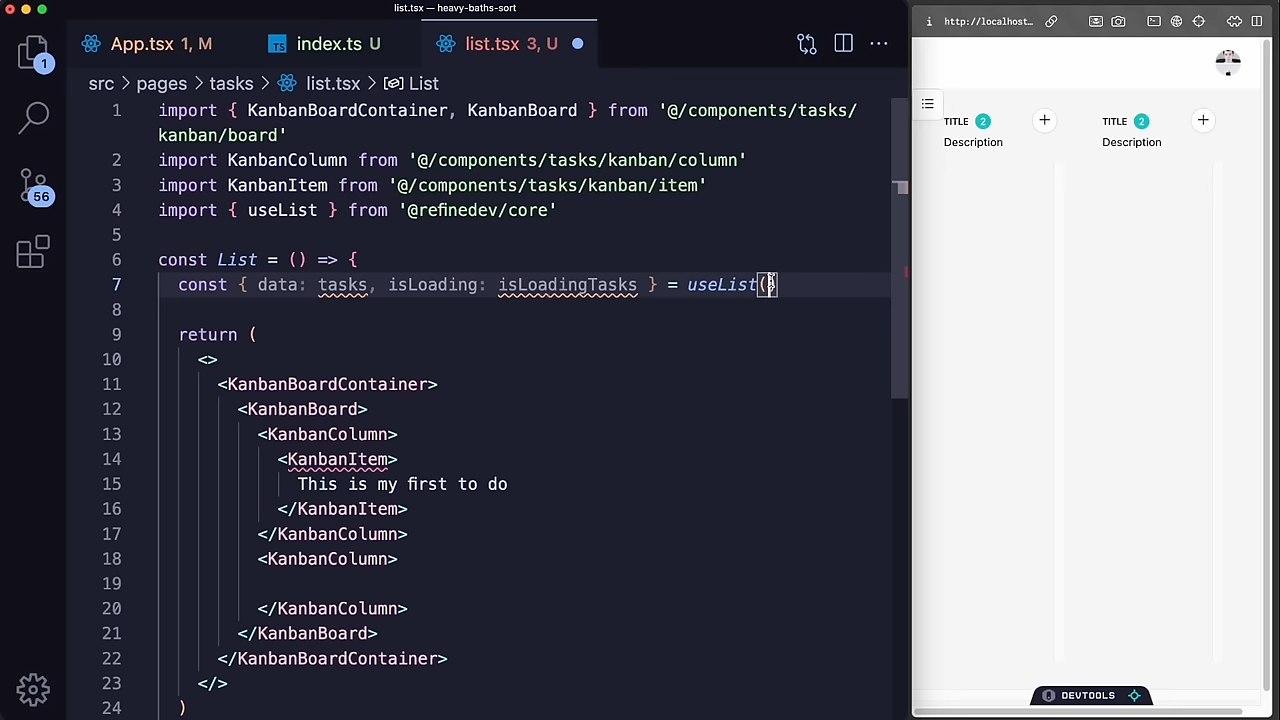 list.tsx — heavy-baths-sort
App.tsx 1, M
TS index.ts U
list.tsx 3, U
src > pages > tasks > list.tsx > List
1 import { KanbanBoardContainer, KanbanBoard } from '@/components/tasks/
kanban/board'
2 import KanbanColumn from '@/components/tasks/kanban/column'
3 import KanbanItem from '@/components/tasks/kanban/item'
4 import { useList } from '@refinedev/core'
5
6 const List = () => {
7 const { data: tasks, isLoading: isLoadingTasks } = useList()
8
9 return (
10 <>
11 <KanbanBoardContainer>
12 <KanbanBoard>
13 <KanbanColumn>
14 <KanbanItem>
15 This is my first to do
16 </KanbanItem>
17 </KanbanColumn>
18 <KanbanColumn>
19
20 </KanbanColumn>
21 </KanbanBoard>
22 </KanbanBoardContainer>
23 </>
24 )
1
56
http://localhost…
TITLE 2 +
Description
TITLE 2 +
Description
DEVTOOLS